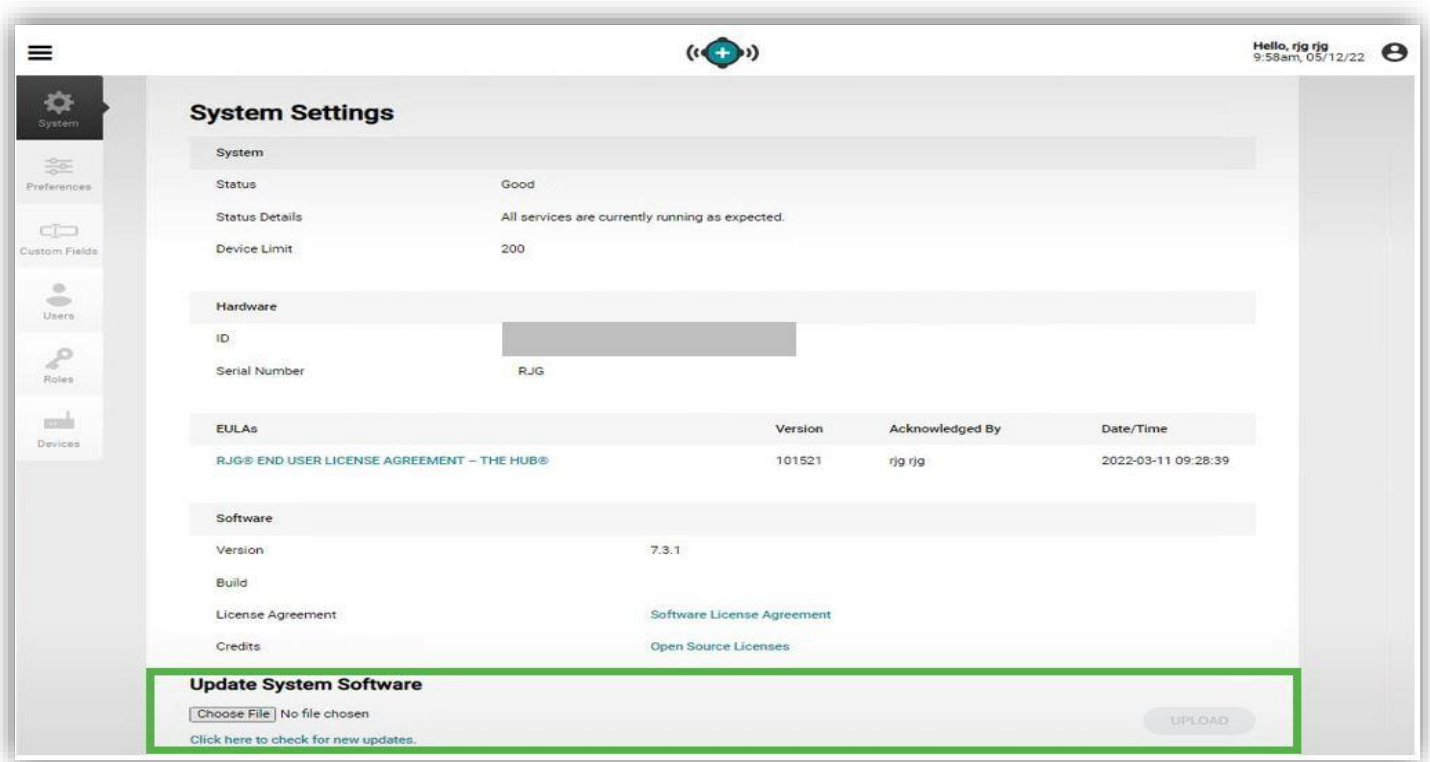 Hello, rjg rjg
9:58am, 05/12/22
System
Preferences
Custom Fields
Users
Roles
Devices
System Settings
System
Status Good
Status Details All services are currently running as expected.
Device Limit 200
Hardware
ID
Serial Number RJG
EULAs Version Acknowledged By Date/Time
RJG® END USER LICENSE AGREEMENT – THE HUB® 101521 rjg rjg 2022-03-11 09:28:39
Software
Version 7.3.1
Build
License Agreement Software License Agreement
Credits Open Source Licenses
Update System Software
Choose File No file chosen
UPLOAD
Click here to check for new updates.